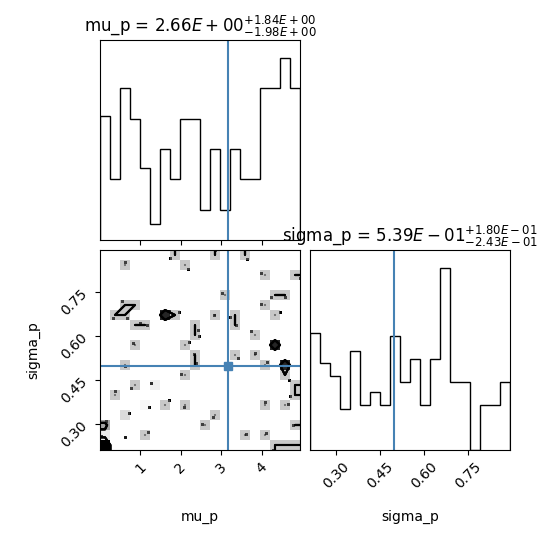 mu_p = 2.66E + 00+1.84E + 00 −1.98E + 00
sigma_p = 5.39E − 01+1.80E − 01 −2.43E − 01
sigma_p
0.75
0.60
0.45
0.30
1 2 3 4
0.30 0.45 0.60 0.75
mu_p
sigma_p